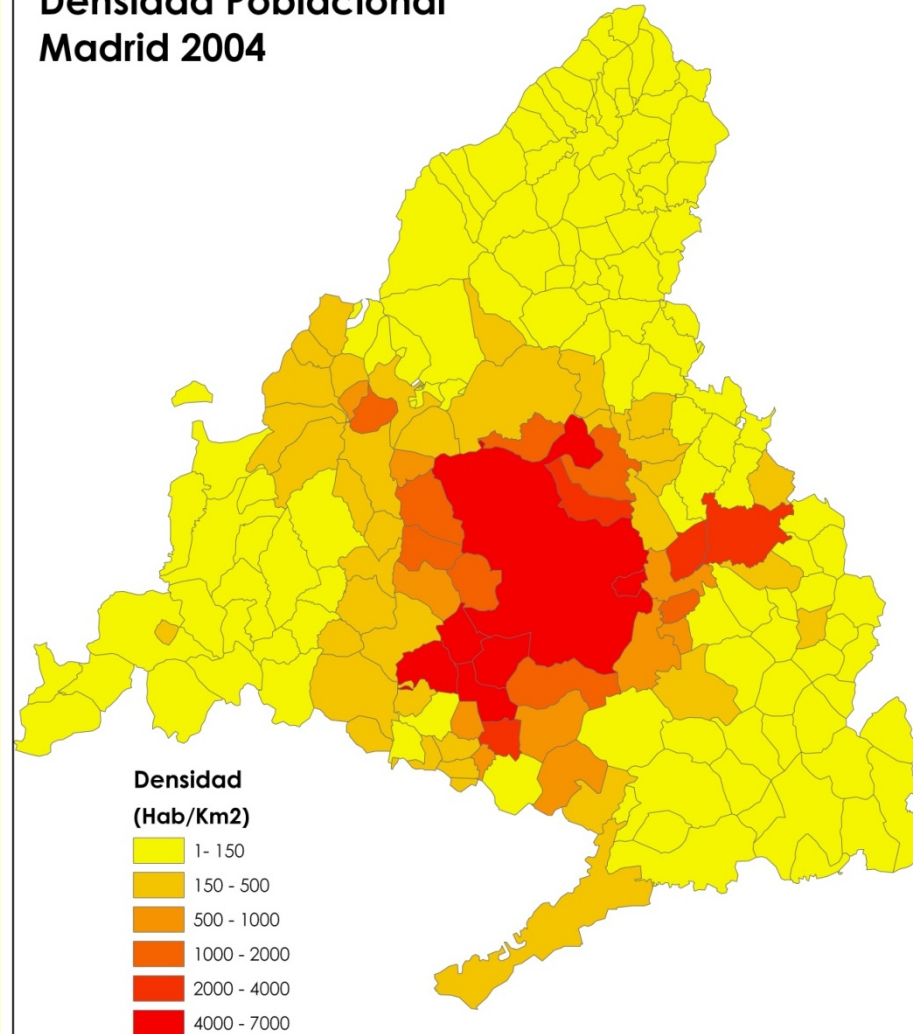 Densidad Poblacional
Madrid 2004
Densidad
(Hab/Km2)
1- 150
150 - 500
500 - 1000
1000 - 2000
2000 - 4000
4000 - 7000